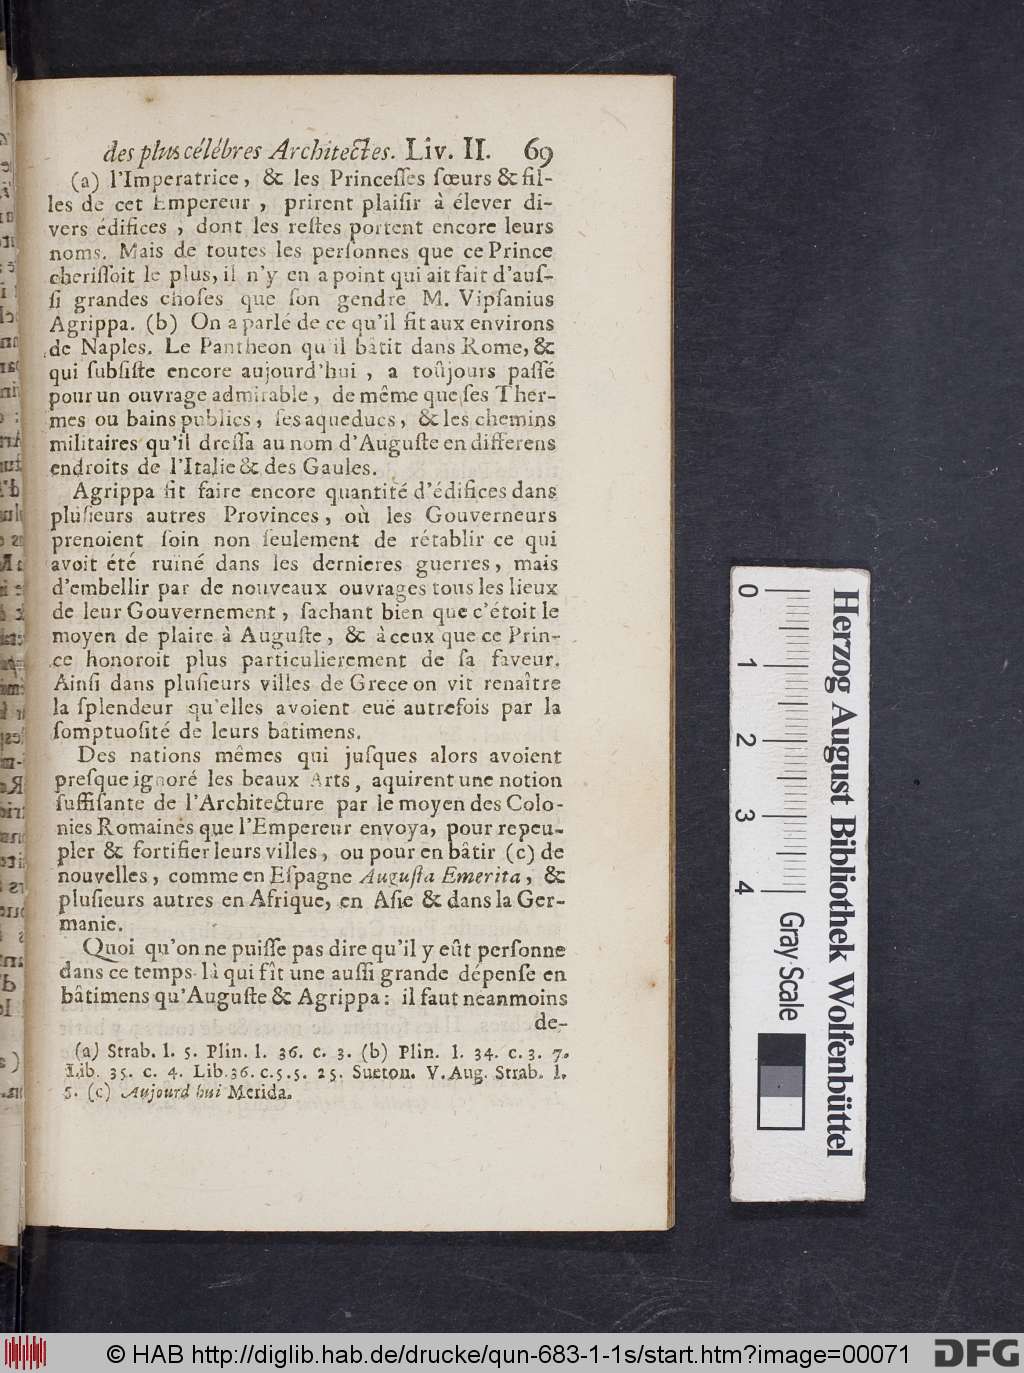 des plus célébres Architectes. Liv. II. 69
(a) l'Imperatrice, & les Princesses sœurs & fil-
les de cet Empereur, prirent plaisir à élever di-
vers édifices, dont les restes portent encore leurs
noms. Mais de toutes les personnes que ce Prince
cherissoit le plus, il n'y en a point qui ait fait d'aus-
si grandes choses que son gendre M. Vipsanius
Agrippa. (b) On a parlé de ce qu'il fit aux environs
de Naples. Le Pantheon qu'il bâtit dans Rome, &
qui subsiste encore aujourd'hui, a toûjours passé
pour un ouvrage admirable, de même que ses Ther-
mes ou bains publics, ses aqueducs, & les chemins
militaires qu'il dressa au nom d'Auguste en differens
endroits de l'Italie & des Gaules.
Agrippa fit faire encore quantité d'édifices dans
plusieurs autres Provinces, où les Gouverneurs
prenoient soin non seulement de rétablir ce qui
avoit été ruïné dans les dernieres guerres, mais
d'embellir par de nouveaux ouvrages tous les lieux
de leur Gouvernement, sachant bien que c'étoit le
moyen de plaire à Auguste, & à ceux que ce Prin-
ce honoroit plus particulierement de sa faveur.
Ainsi dans plusieurs villes de Grece on vit renaître
la splendeur qu'elles avoient euë autrefois par la
somptuosité de leurs bâtimens.
Des nations mêmes qui jusques alors avoient
presque ignoré les beaux Arts, aquirent une notion
suffisante de l'Architecture par le moyen des Colo-
nies Romaines que l'Empereur envoya, pour repeu-
pler & fortifier leurs villes, ou pour en bâtir (c) de
nouvelles, comme en Espagne Augusta Emerita, &
plusieurs autres en Afrique, en Asie & dans la Ger-
manie.
Quoi qu'on ne puisse pas dire qu'il y eût personne
dans ce temps-là qui fît une aussi grande dépense en
bâtimens qu'Auguste & Agrippa: il faut neanmoins
de-
(a) Strab. l. 5. Plin. l. 36. c. 3. (b) Plin. l. 34. c. 3. 7.
Lib. 35. c. 4. Lib. 36. c. 5. 5. 25. Sueton. V. Aug. Strab. l.
5. (c) Aujourd'hui Merida.
0 1 2 3 4 Gray-Scale
Herzog August Bibliothek Wolfenbüttel
© HAB http://diglib.hab.de/drucke/qun-683-1-1s/start.htm?image=00071
DFG